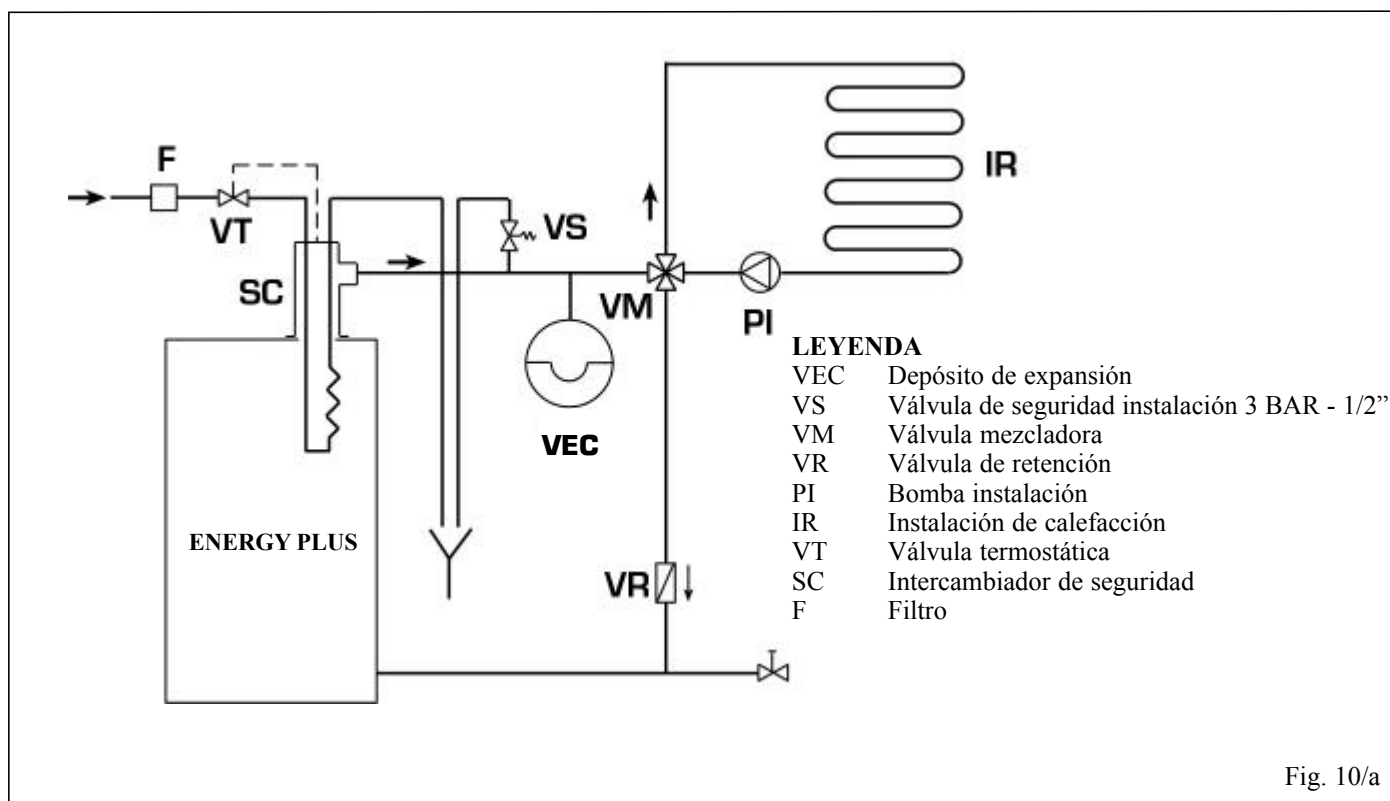 F
VT
SC
VS
VM
PI
IR
VEC
ENERGY PLUS
VR
LEYENDA
VEC Depósito de expansión
VS Válvula de seguridad instalación 3 BAR - 1/2”
VM Válvula mezcladora
VR Válvula de retención
PI Bomba instalación
IR Instalación de calefacción
VT Válvula termostática
SC Intercambiador de seguridad
F Filtro
Fig. 10/a